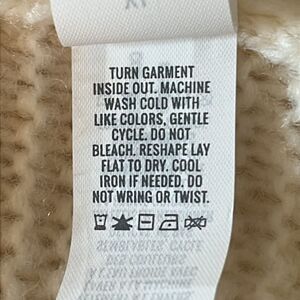 TURN GARMENT
INSIDE OUT. MACHINE
WASH COLD WITH
LIKE COLORS, GENTLE
CYCLE. DO NOT
BLEACH. RESHAPE LAY
FLAT TO DRY. COOL
IRON IF NEEDED. DO
NOT WRING OR TWIST.